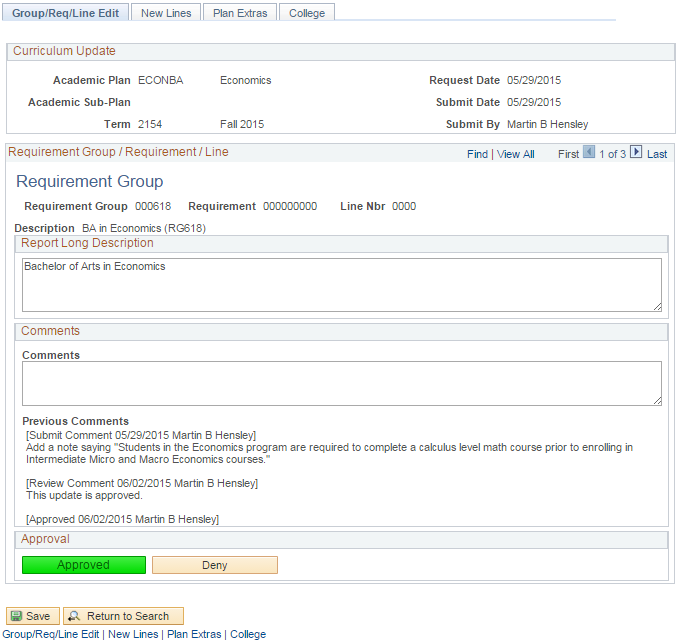 Group/Req/Line Edit New Lines Plan Extras College
Curriculum Update
Academic Plan ECONBA Economics Request Date 05/29/2015
Academic Sub-Plan Submit Date 05/29/2015
Term 2154 Fall 2015 Submit By Martin B Hensley
Requirement Group / Requirement / Line Find | View All First 1 of 3 Last
Requirement Group
Requirement Group 000618 Requirement 000000000 Line Nbr 0000
Description BA in Economics (RG618)
Report Long Description
Bachelor of Arts in Economics
Comments
Comments
Previous Comments
[Submit Comment 05/29/2015 Martin B Hensley]
Add a note saying "Students in the Economics program are required to complete a calculus level math course prior to enrolling in
Intermediate Micro and Macro Economics courses."
[Review Comment 06/02/2015 Martin B Hensley]
This update is approved.
[Approved 06/02/2015 Martin B Hensley]
Approval
Approved Deny
Save Return to Search
Group/Req/Line Edit | New Lines | Plan Extras | College